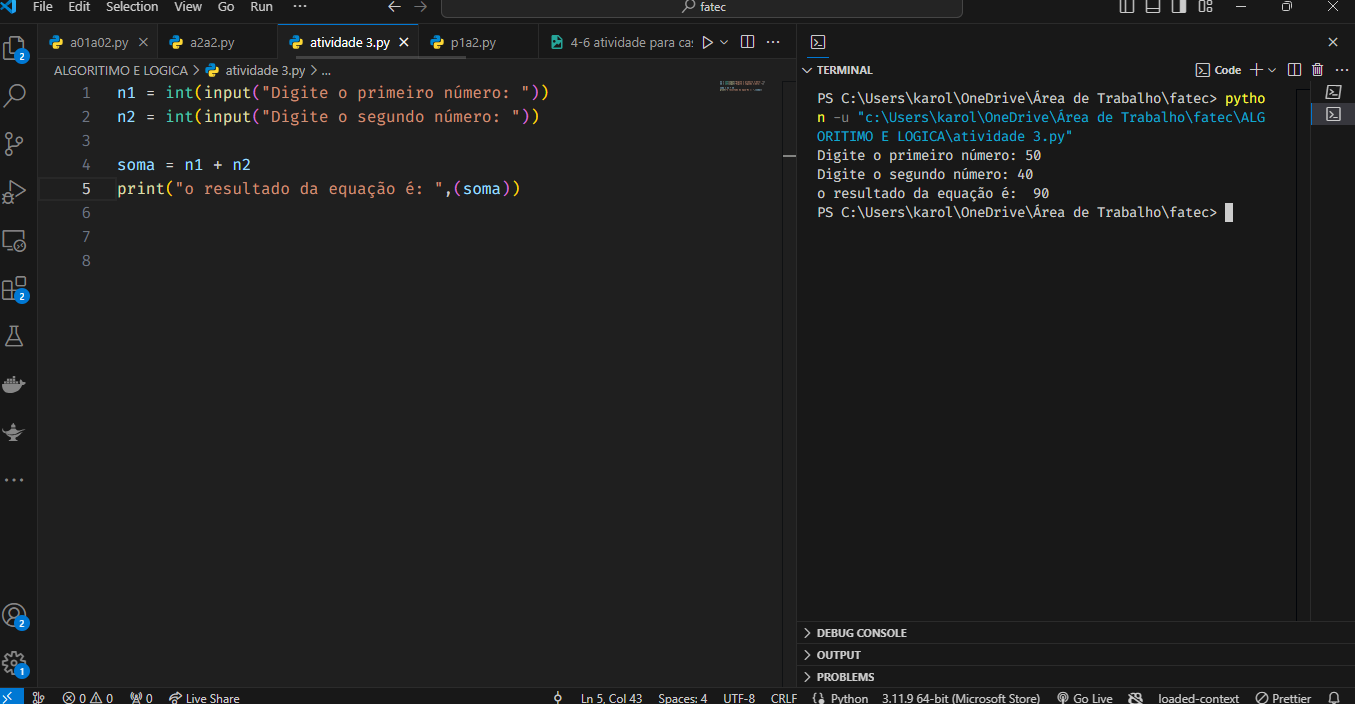 File Edit Selection View Go Run ··· fatec
a01a02.py a2a2.py atividade 3.py p1a2.py 4-6 atividade para ca
ALGORITIMO E LOGICA > atividade 3.py > ...
1 n1 = int(input("Digite o primeiro número: "))
2 n2 = int(input("Digite o segundo número: "))
3
4 soma = n1 + n2
5 print("o resultado da equação é: ",(soma))
6
7
8
2
2
2
1
TERMINAL Code
PS C:\Users\karol\OneDrive\Área de Trabalho\fatec> pytho
n -u "c:\Users\karol\OneDrive\Área de Trabalho\fatec\ALG
ORITIMO E LOGICA\atividade 3.py"
Digite o primeiro número: 50
Digite o segundo número: 40
o resultado da equação é:  90
PS C:\Users\karol\OneDrive\Área de Trabalho\fatec>
DEBUG CONSOLE
OUTPUT
PROBLEMS
0 0 0 Live Share Ln 5, Col 43 Spaces: 4 UTF-8 CRLF Python 3.11.9 64-bit (Microsoft Store) Go Live loaded-context Prettier